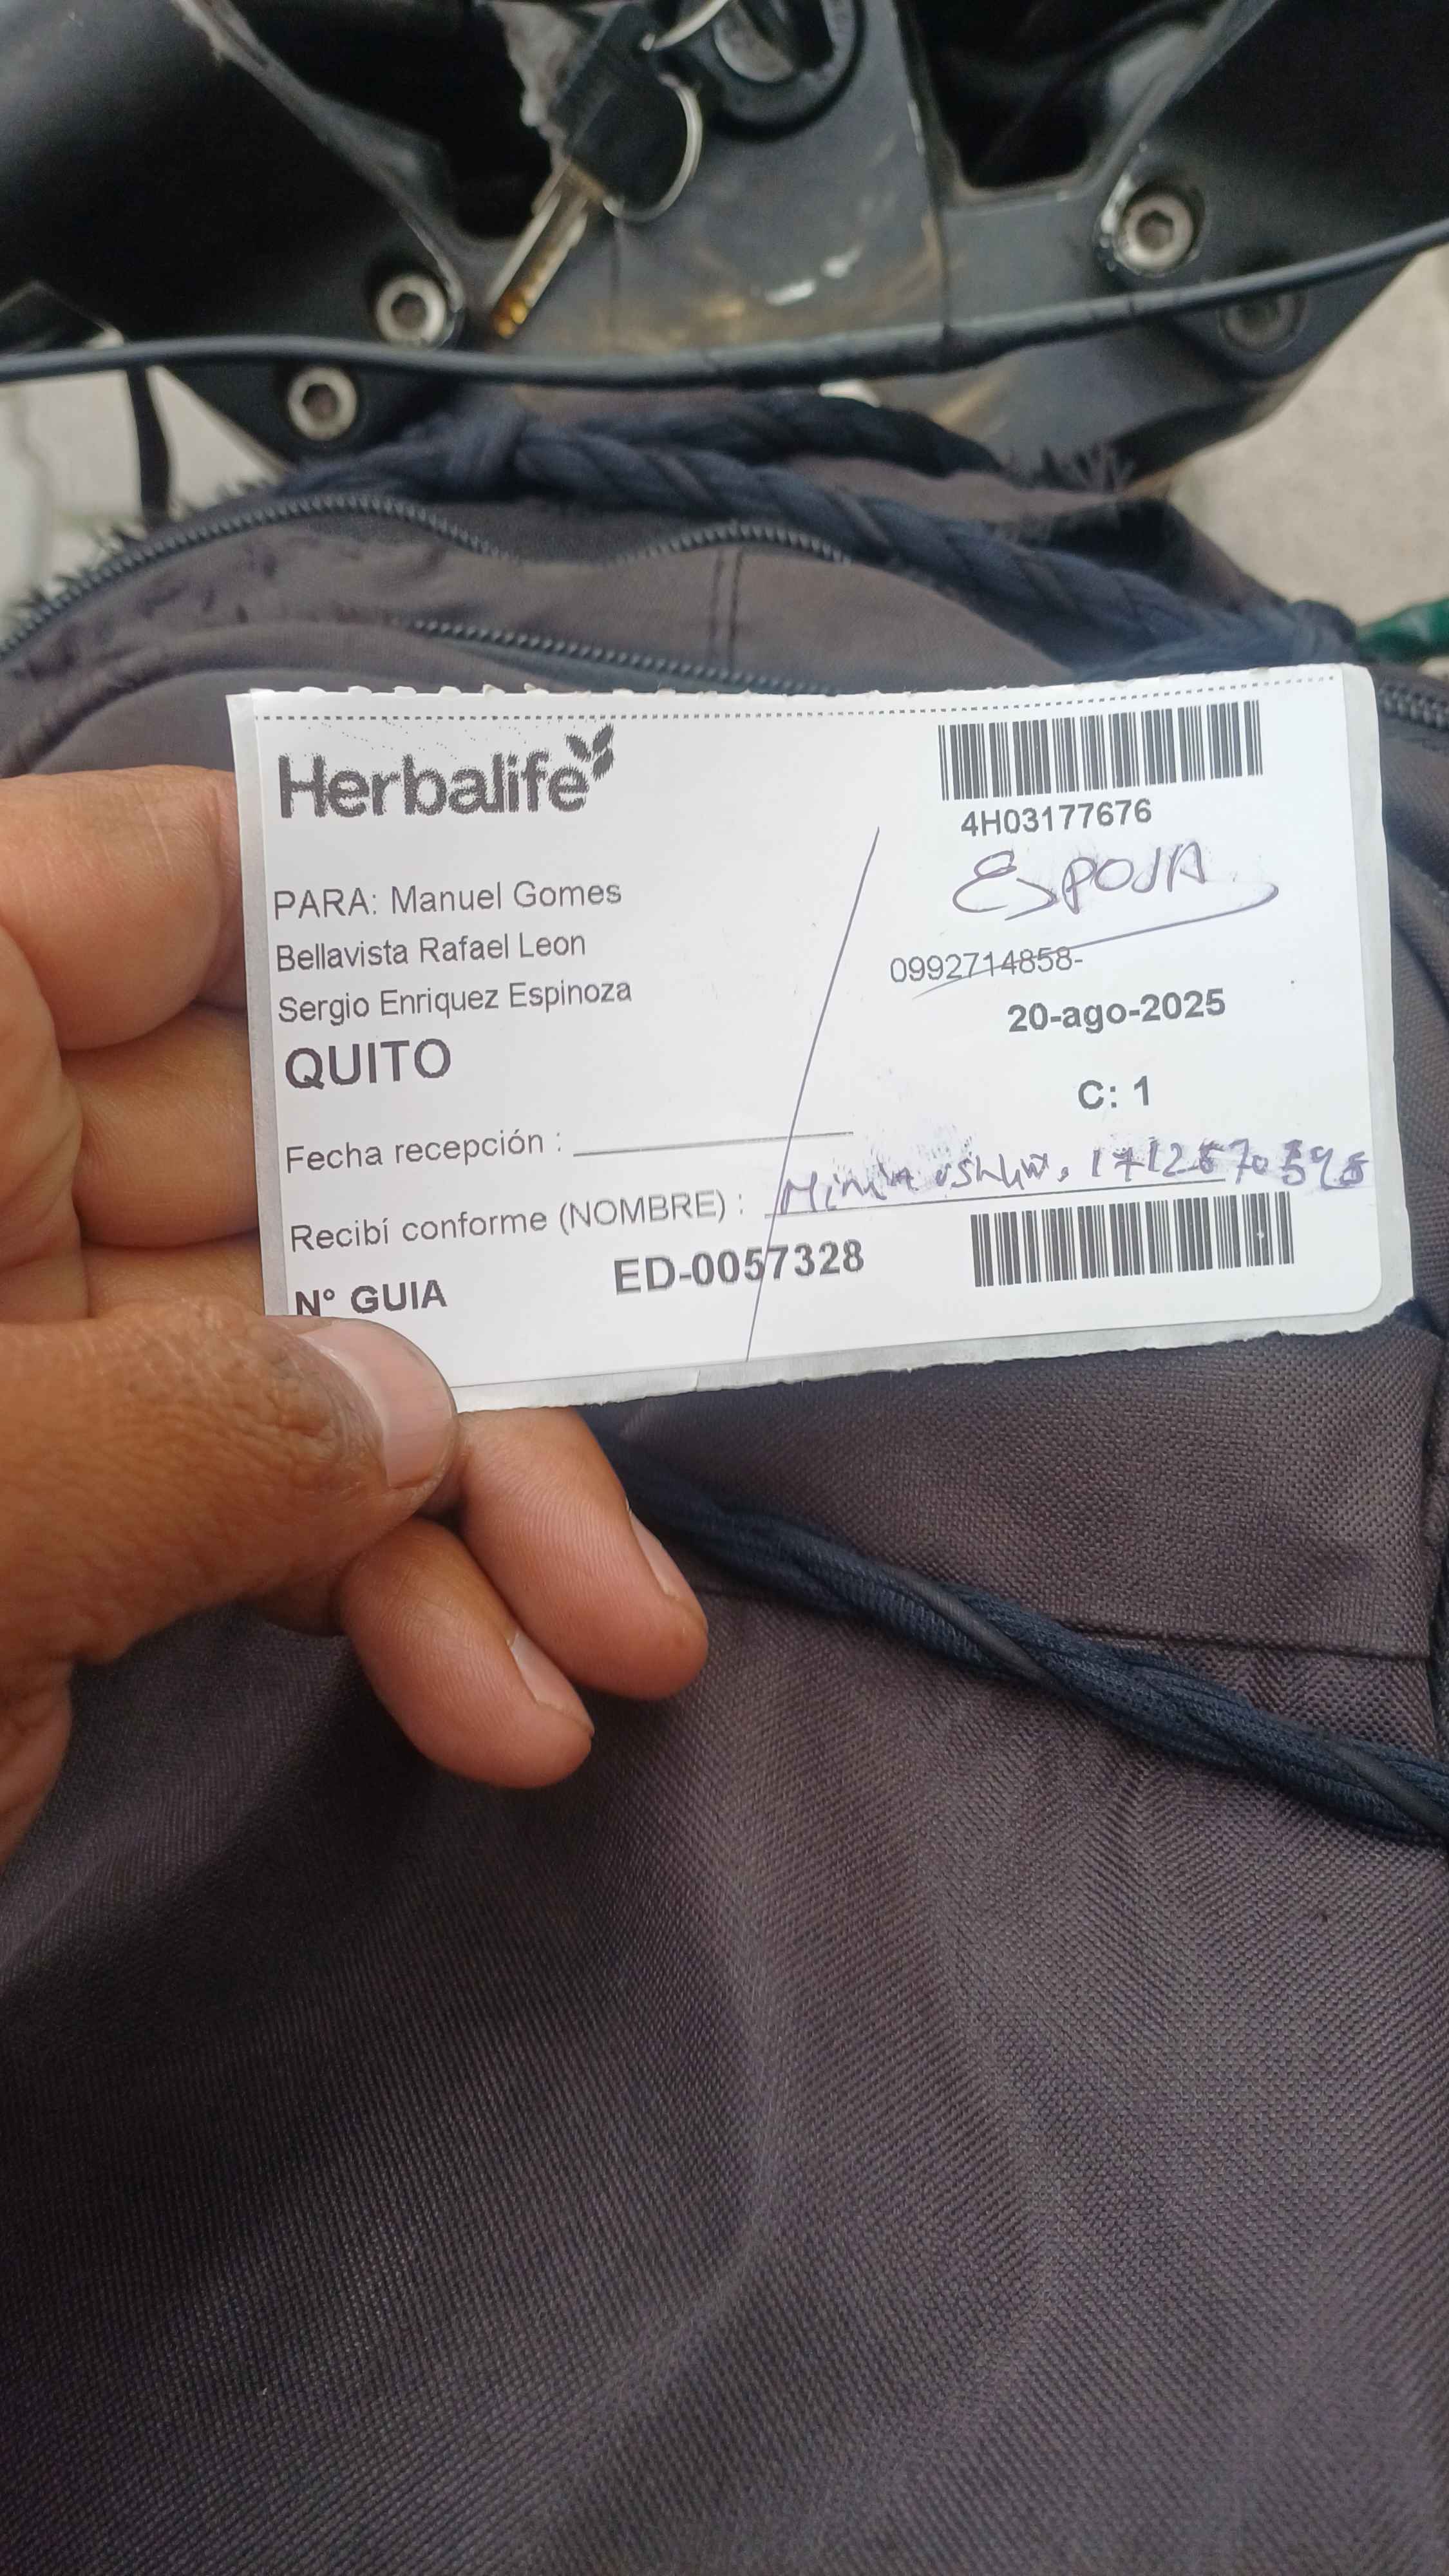 Herbalife
4H03177676
ESPOSA
PARA: Manuel Gomes
Bellavista Rafael Leon
0992714858-
Sergio Enriquez Espinoza
20-ago-2025
QUITO
C: 1
Fecha recepción :
Recibí conforme (NOMBRE) :
N° GUIA ED-0057328